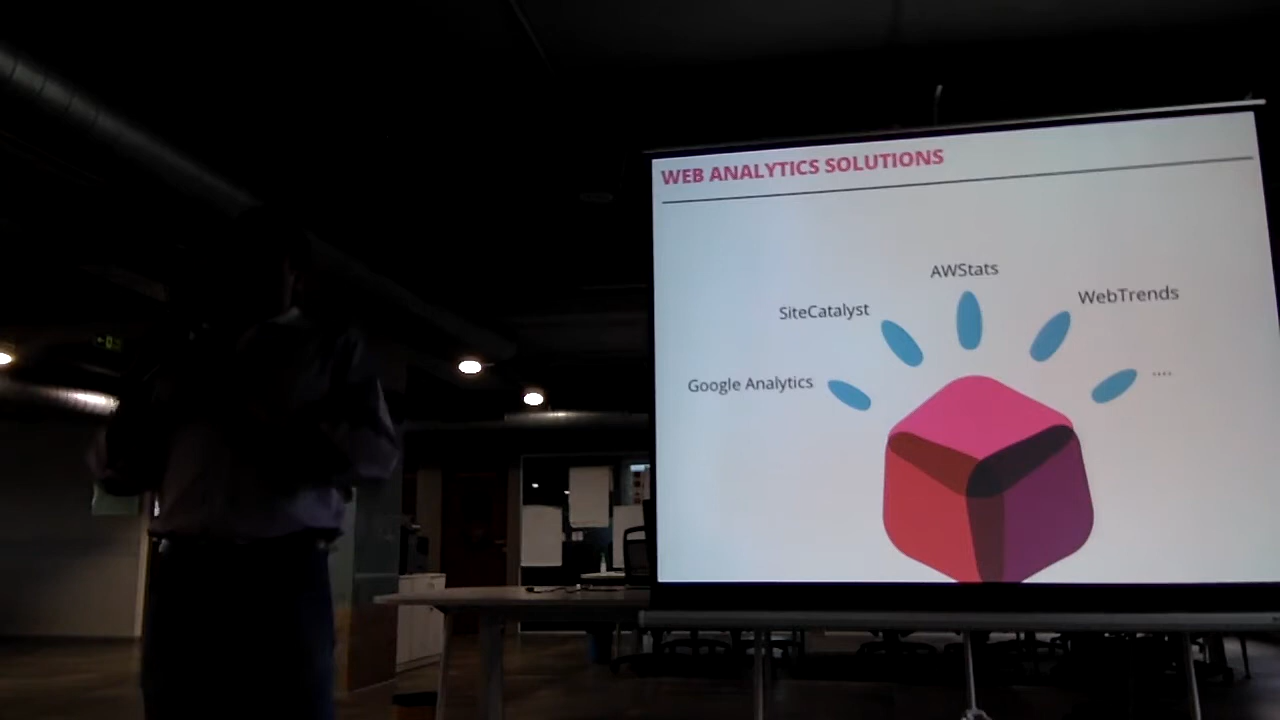 WEB ANALYTICS SOLUTIONS
AWStats
SiteCatalyst
WebTrends
Google Analytics
....